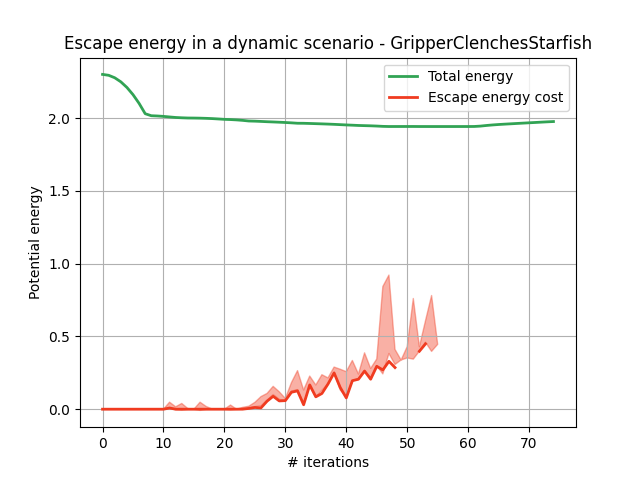 Escape energy in a dynamic scenario - GripperClenchesStarfish
Total energy
Escape energy cost
Potential energy
2.0
1.5
1.0
0.5
0.0
0 10 20 30 40 50 60 70
# iterations